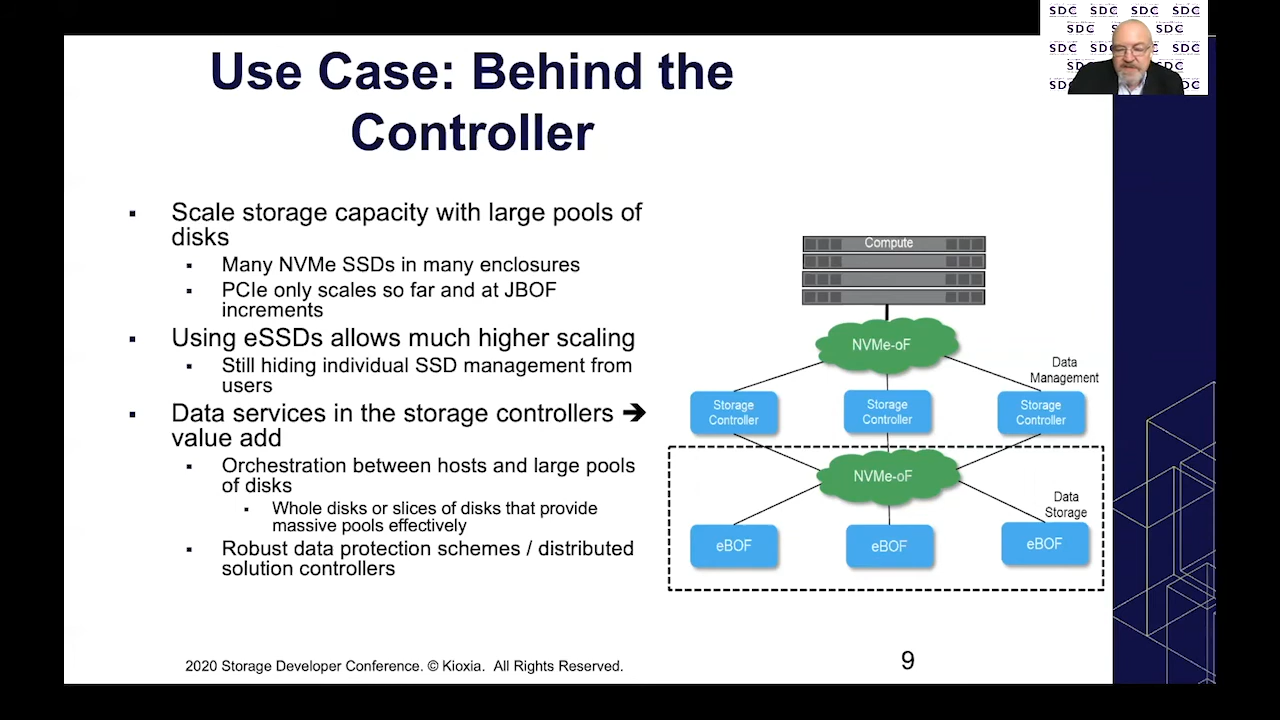 Use Case: Behind the
Controller
▪ Scale storage capacity with large pools of
disks
▪ Many NVMe SSDs in many enclosures
▪ PCIe only scales so far and at JBOF
increments
▪ Using eSSDs allows much higher scaling
▪ Still hiding individual SSD management from
users
▪ Data services in the storage controllers ➔
value add
▪ Orchestration between hosts and large pools
of disks
▪ Whole disks or slices of disks that provide
massive pools effectively
▪ Robust data protection schemes / distributed
solution controllers
Compute
NVMe-oF
Data
Management
Storage
Controller
Storage
Controller
Storage
Controller
NVMe-oF
Data
Storage
eBOF
eBOF
eBOF
2020 Storage Developer Conference. © Kioxia. All Rights Reserved.
9
SDC SDC SDC SDC
SDC SDC SDC
SDC SDC SDC
SDC SDC
SDC DC